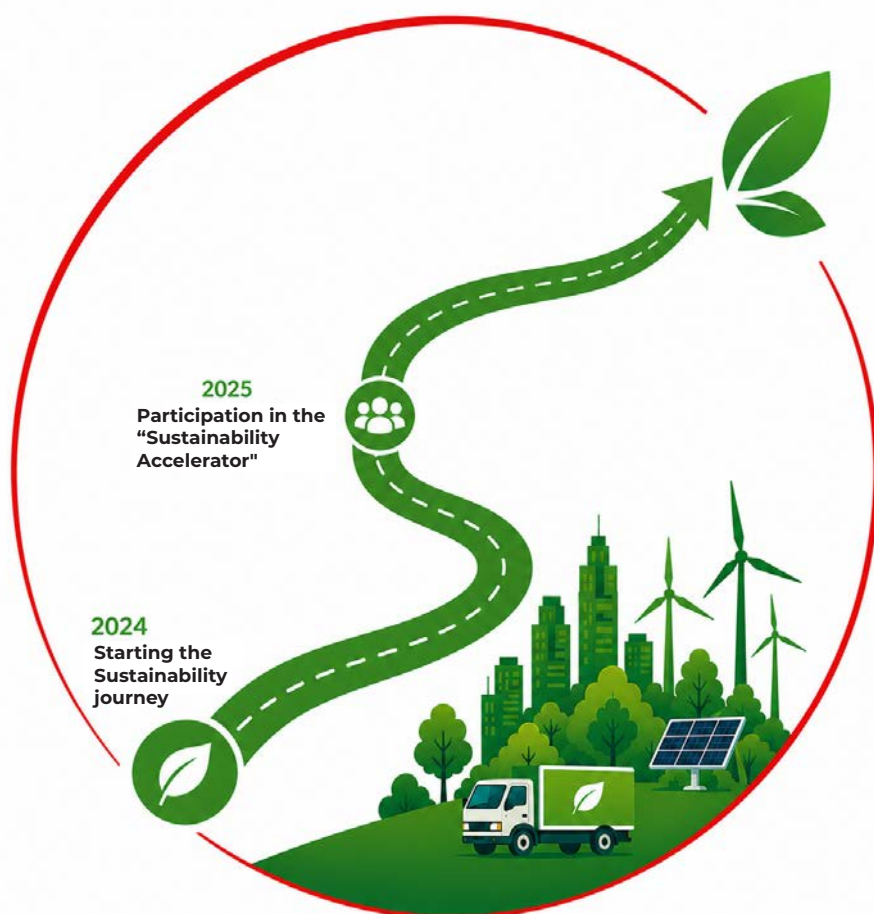 2025
Participation in the
“Sustainability
Accelerator"
2024
Starting the
Sustainability
journey